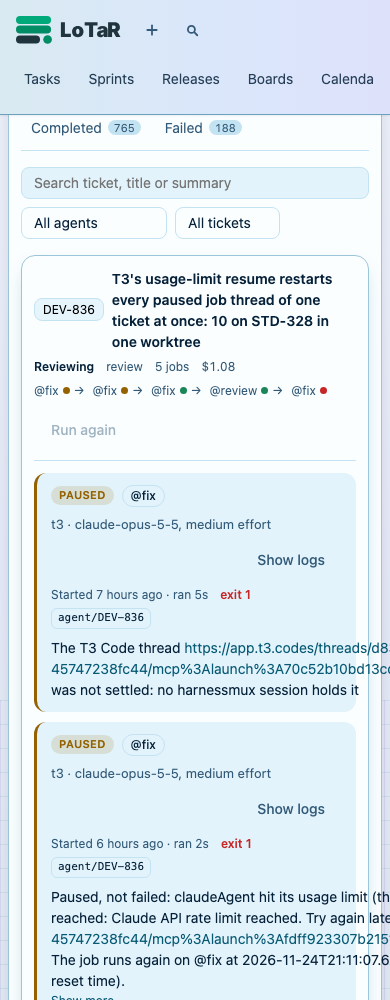 LoTaR
Tasks Sprints Releases Boards Calenda
Completed 765 Failed 188
Search ticket, title or summary
All agents All tickets
DEV-836
T3's usage-limit resume restarts
every paused job thread of one
ticket at once: 10 on STD-328 in
one worktree
Reviewing review 5 jobs $1.08
@fix → @fix → @fix → @review → @fix
Run again
PAUSED @fix
t3 · claude-opus-5-5, medium effort
Show logs
Started 7 hours ago · ran 5s exit 1
agent/DEV-836
The T3 Code thread https://app.t3.codes/threads/d8
45747238fc44/mcp%3Alaunch%3A70c52b10bd13cd
was not settled: no harnessmux session holds it
PAUSED @fix
t3 · claude-opus-5-5, medium effort
Show logs
Started 6 hours ago · ran 2s exit 1
agent/DEV-836
Paused, not failed: claudeAgent hit its usage limit (th
reached: Claude API rate limit reached. Try again late
45747238fc44/mcp%3Alaunch%3Afdff923307b215
The job runs again on @fix at 2026-11-24T21:11:07.6
reset time).
Show more